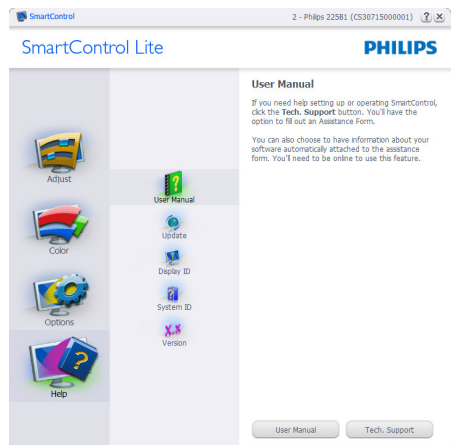 SmartControl
2 - Philips 225B1 (CS30715000001)
? X
SmartControl Lite
PHILIPS
Adjust
Color
Options
Help
User Manual
Update
Display ID
System ID
X.X
Version
User Manual
If you need help setting up or operating SmartControl,
click the Tech. Support button. You'll have the
option to fill out an Assistance Form.
You can also choose to have information about your
software automatically attached to the assistance
form. You'll need to be online to use this feature.
User Manual
Tech. Support